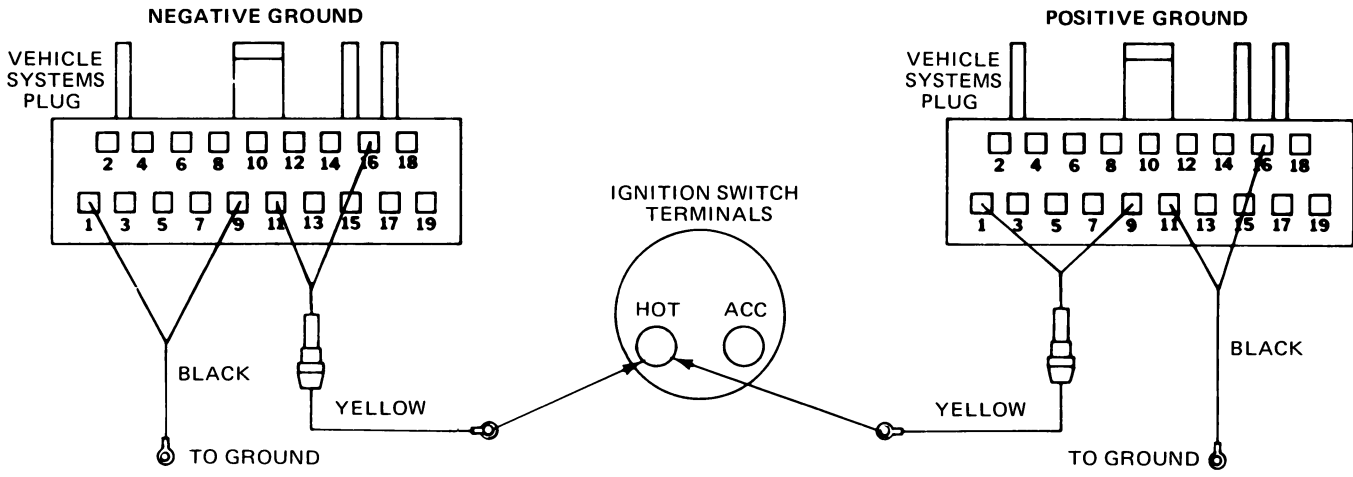 NEGATIVE GROUND
VEHICLE
SYSTEMS
PLUG
2 4 6 8 10 12 14 16 18
1 3 5 7 9 11 13 15 17 19
BLACK
TO GROUND
YELLOW
IGNITION SWITCH
TERMINALS
HOT ACC
POSITIVE GROUND
VEHICLE
SYSTEMS
PLUG
2 4 6 8 10 12 14 16 18
1 3 5 7 9 11 13 15 17 19
YELLOW
BLACK
TO GROUND